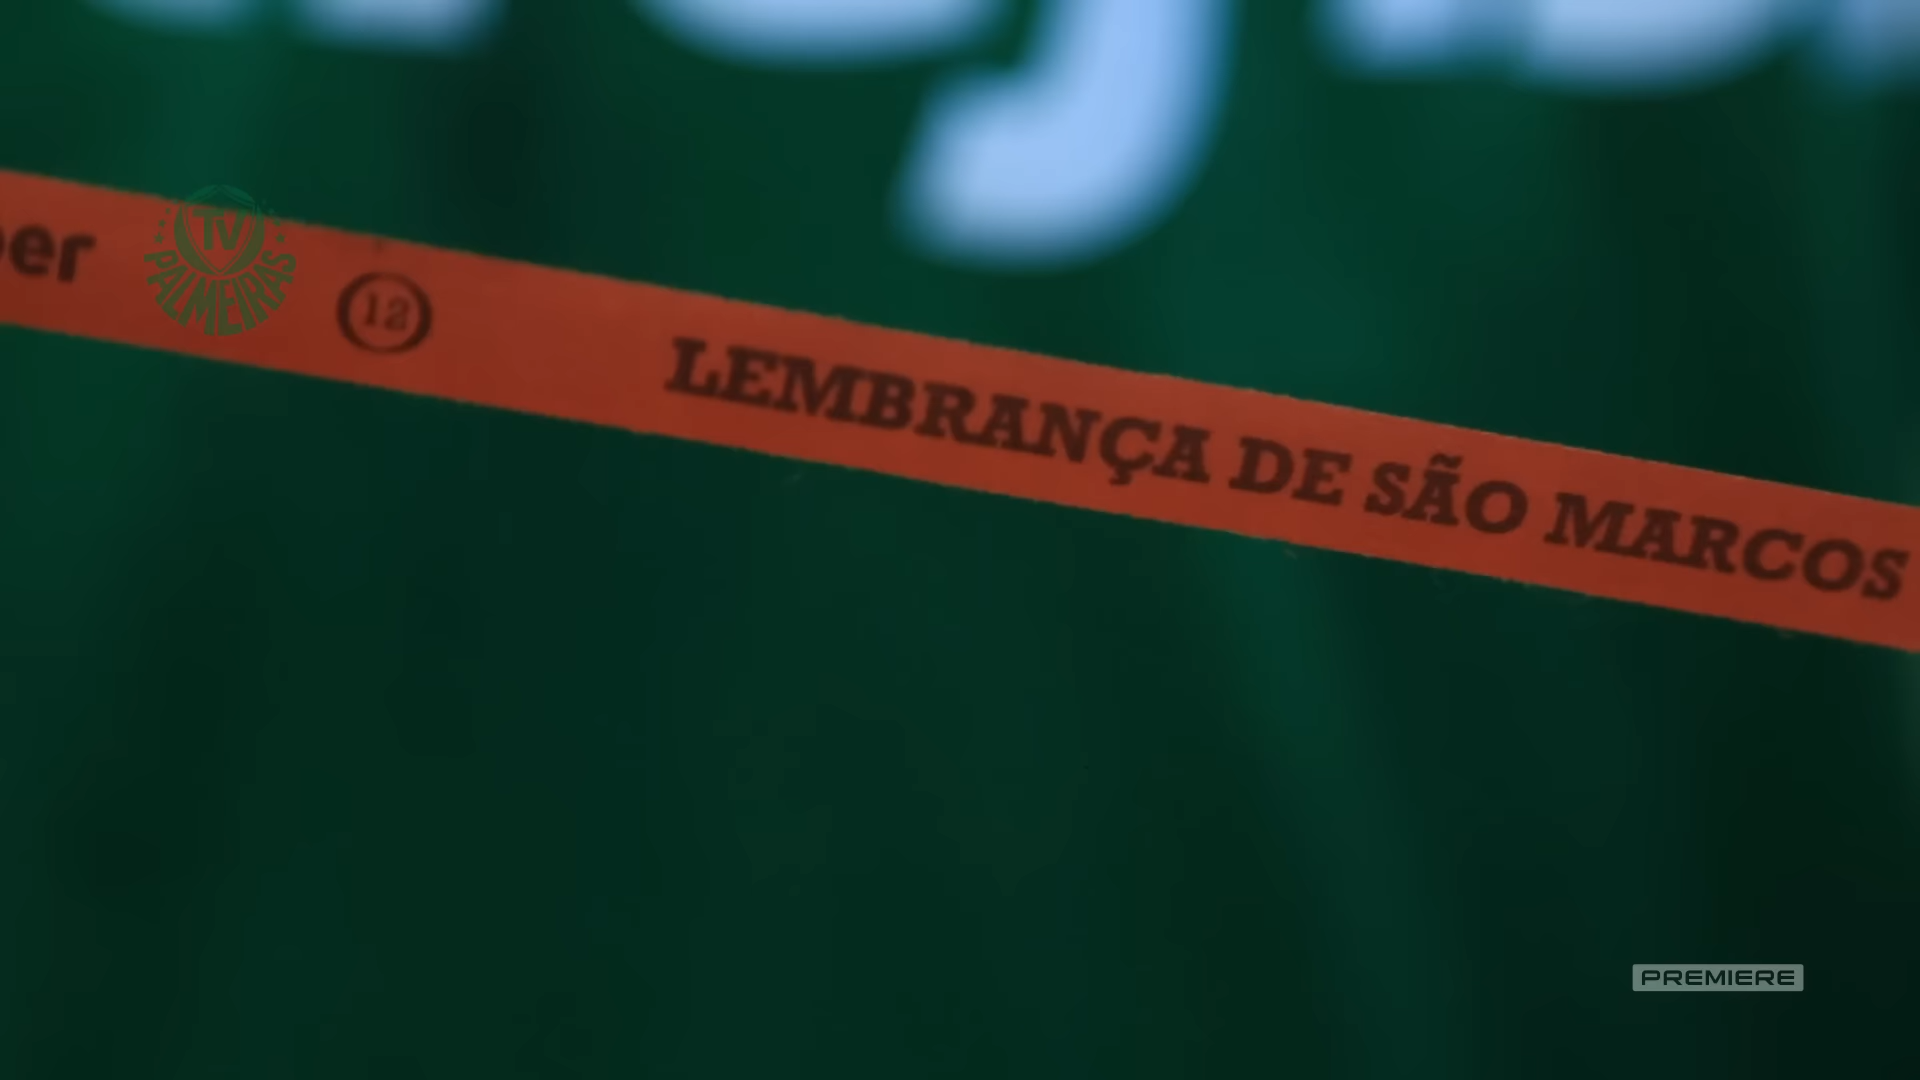 TV
PALMEIRAS
12
LEMBRANÇA DE SÃO MARCOS
PREMIERE